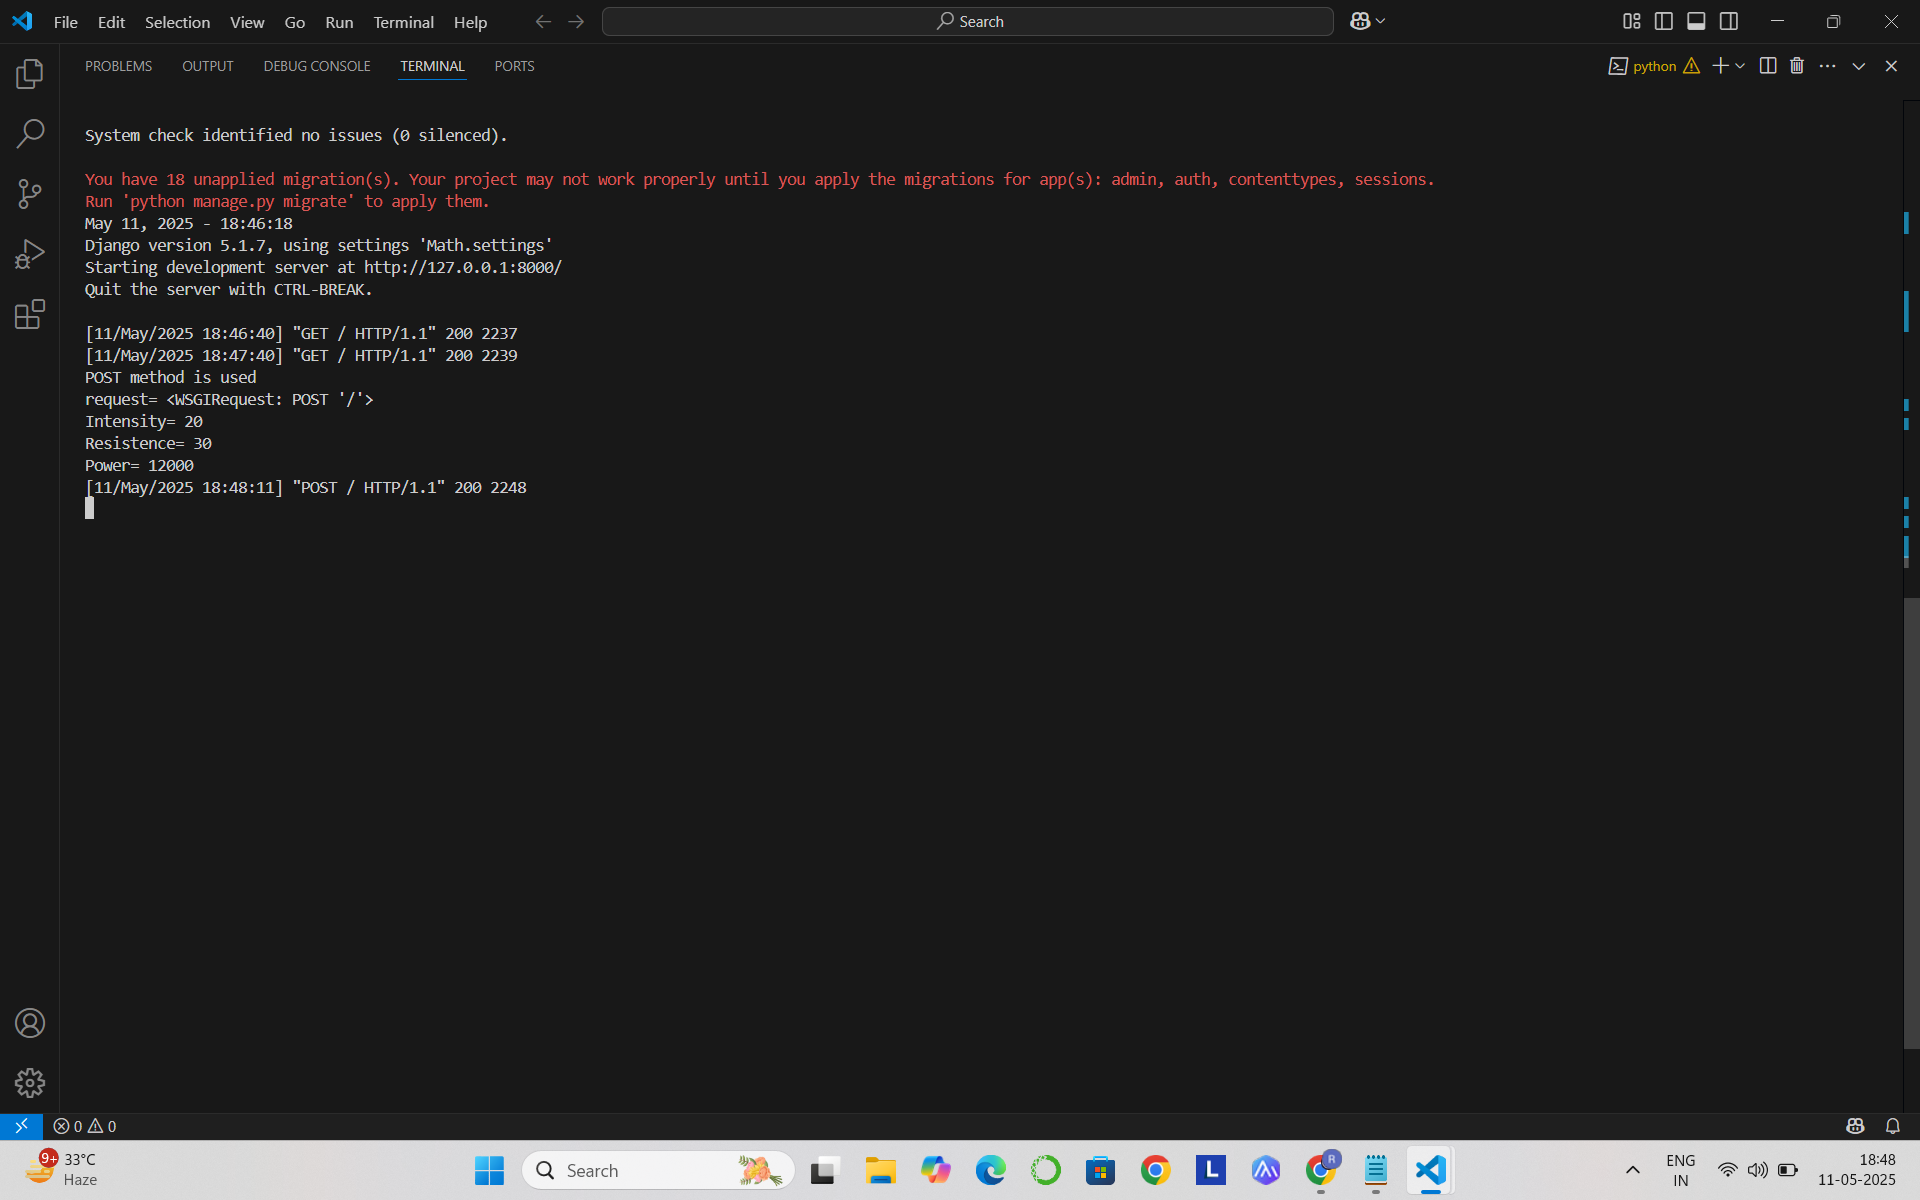 File Edit Selection View Go Run Terminal Help Search
PROBLEMS OUTPUT DEBUG CONSOLE TERMINAL PORTS python
System check identified no issues (0 silenced).
You have 18 unapplied migration(s). Your project may not work properly until you apply the migrations for app(s): admin, auth, contenttypes, sessions.
Run 'python manage.py migrate' to apply them.
May 11, 2025 - 18:46:18
Django version 5.1.7, using settings 'Math.settings'
Starting development server at http://127.0.0.1:8000/
Quit the server with CTRL-BREAK.
[11/May/2025 18:46:40] "GET / HTTP/1.1" 200 2237
[11/May/2025 18:47:40] "GET / HTTP/1.1" 200 2239
POST method is used
request= <WSGIRequest: POST '/'>
Intensity= 20
Resistence= 30
Power= 12000
[11/May/2025 18:48:11] "POST / HTTP/1.1" 200 2248
0 0
9+ 33°C
Haze
Search
L
R
ENG
IN
18:48
11-05-2025